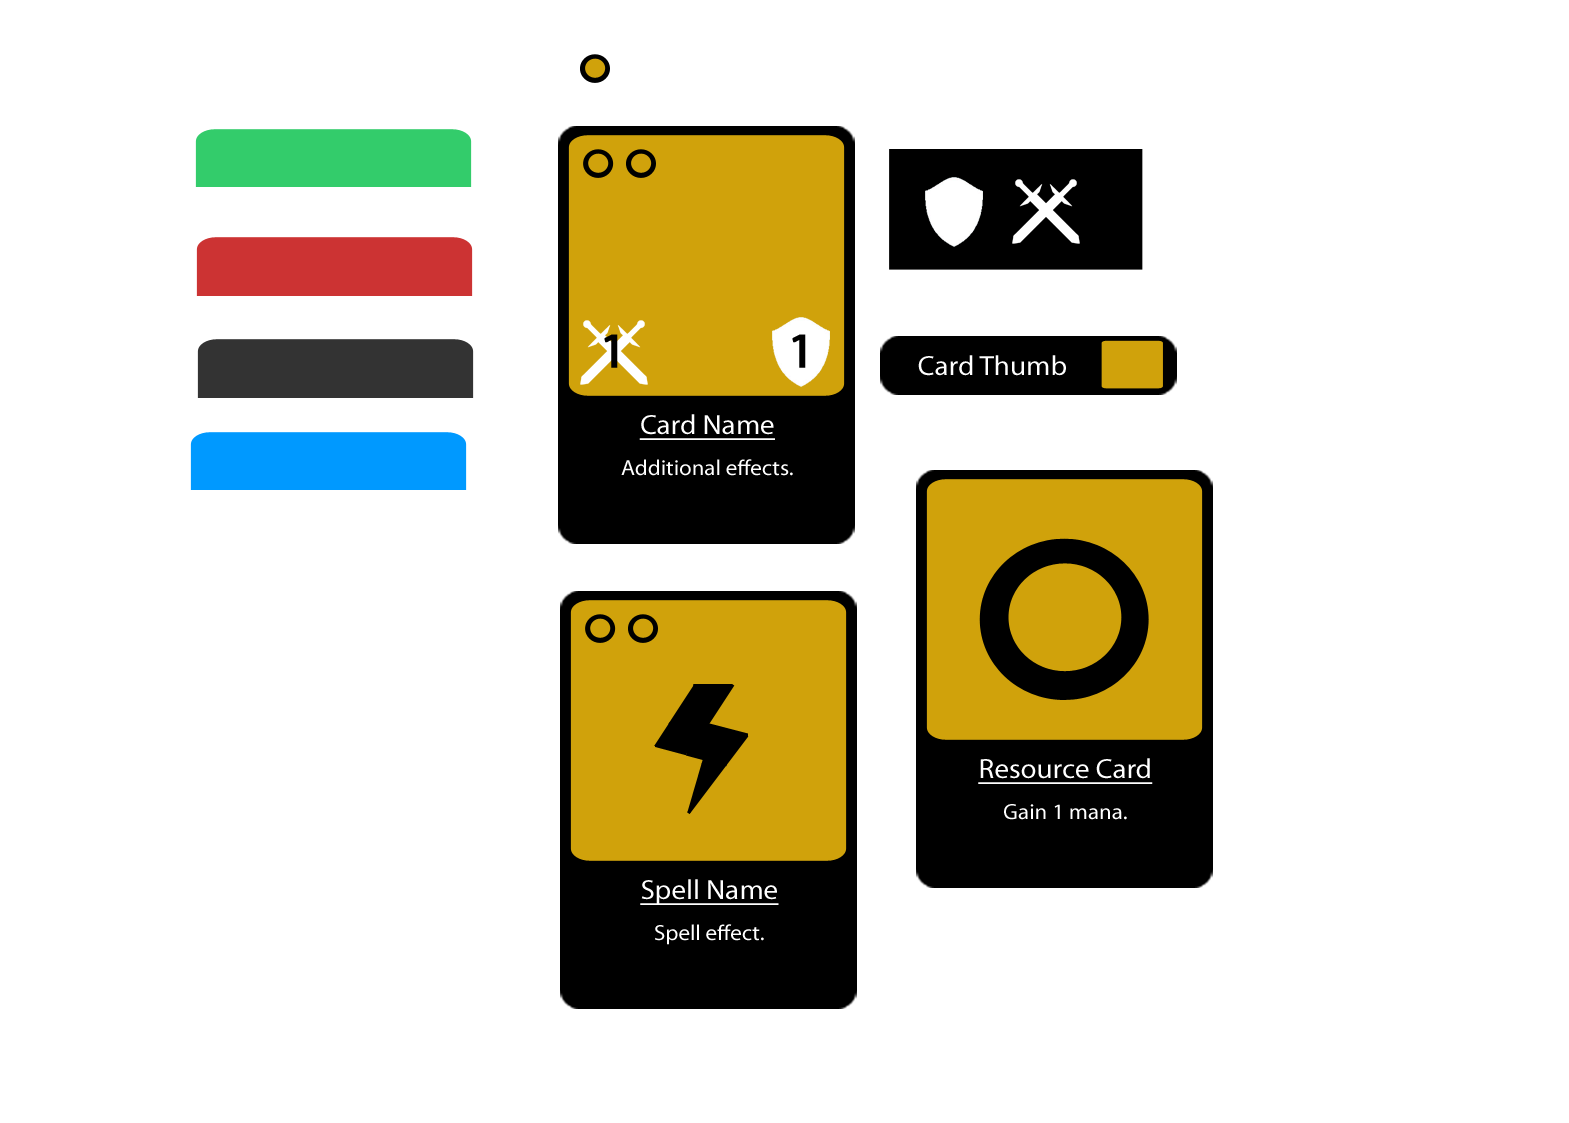 1
1
Card Name
Additional effects.
Card Thumb
Resource Card
Gain 1 mana.
Spell Name
Spell effect.